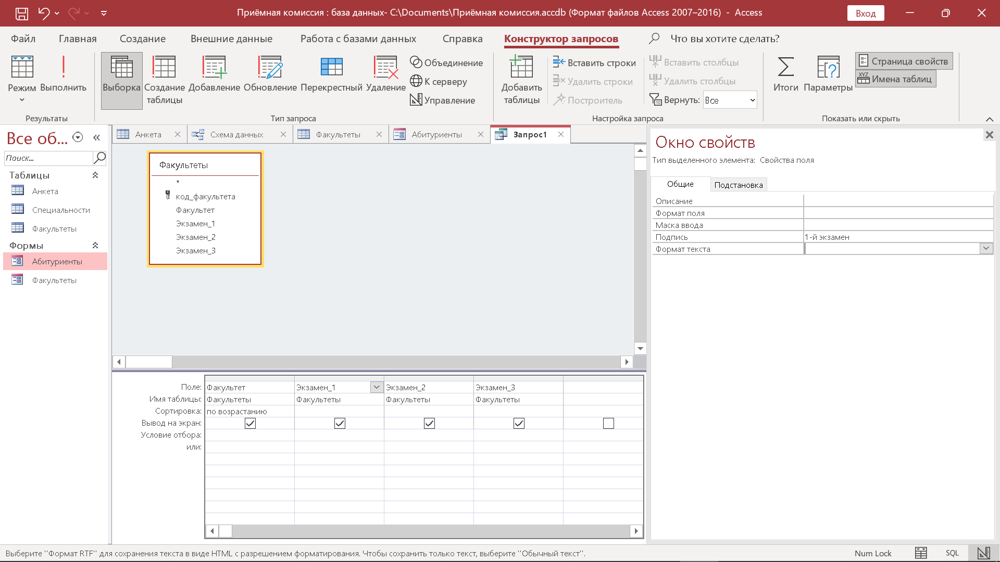 Приёмная комиссия : база данных- C:\Documents\Приёмная комиссия.accdb (Формат файлов Access 2007–2016) - Access
Вход
Файл
Главная
Создание
Внешние данные
Работа с базами данных
Справка
Конструктор запросов
Что вы хотите сделать?
Режим
Выполнить
Результаты
Выборка
Создание таблицы
Добавление
Обновление
Перекрестный
Удаление
Объединение
К серверу
Управление
Тип запроса
Добавить таблицы
Вставить строки
Удалить строки
Построитель
Вставить столбцы
Удалить столбцы
10
Вернуть: Все
Настройка запроса
Итоги
Параметры
Страница свойств
XYZ
Имена таблиц
Показать или скрыть
Все об...
Поиск...
Таблицы
Анкета
Специальности
Факультеты
Формы
Абитуриенты
Факультеты
Анкета
Схема данных
Факультеты
Абитуриенты
Запрос1
Факультеты
*
код_факультета
Факультет
Экзамен_1
Экзамен_2
Экзамен_3
Поле: Факультет Экзамен_1 Экзамен_2 Экзамен_3
Имя таблицы: Факультеты Факультеты Факультеты Факультеты
Сортировка: по возрастанию
Вывод на экран:
Условие отбора:
или:
Окно свойств
Тип выделенного элемента: Свойства поля
Общие
Подстановка
Описание
Формат поля
Маска ввода
Подпись 1-й экзамен
Формат текста
Выберите "Формат RTF" для сохранения текста в виде HTML с разрешением форматирования. Чтобы сохранить только текст, выберите "Обычный текст".
Num Lock
SQL